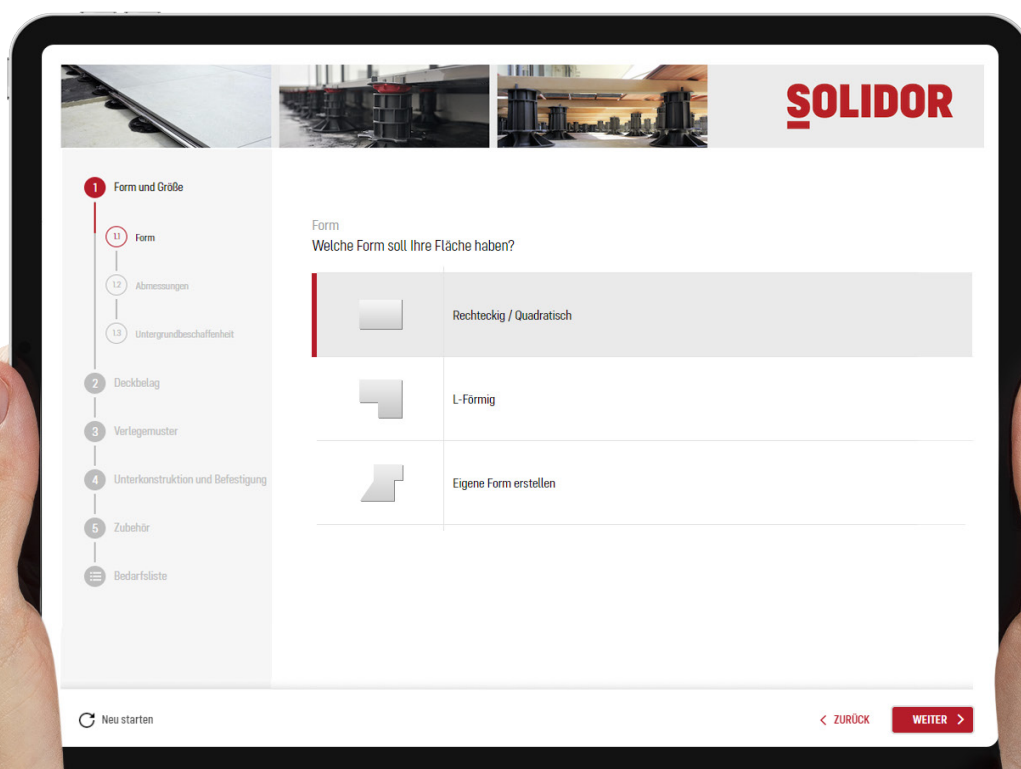 SOLIDOR
1 Form und Größe
1.1 Form
1.2 Abmessungen
1.3 Untergrundbeschaffenheit
2 Deckbelag
3 Verlegemuster
4 Unterkonstruktion und Befestigung
5 Zubehör
Bedarfsliste
Form
Welche Form soll Ihre Fläche haben?
Rechteckig / Quadratisch
L-Förmig
Eigene Form erstellen
Neu starten
< ZURÜCK
WEITER >